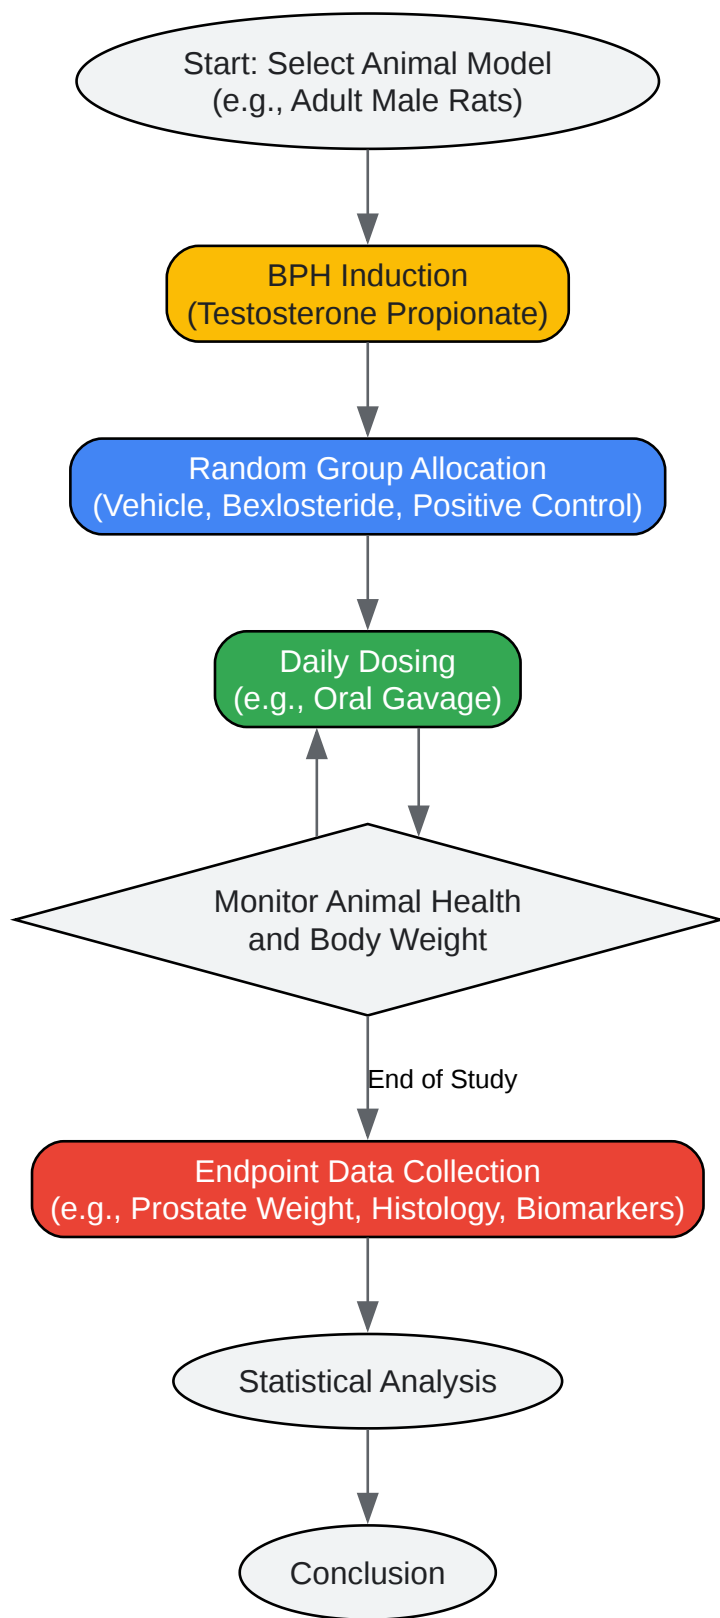 Start: Select Animal Model
(e.g., Adult Male Rats)
BPH Induction
(Testosterone Propionate)
Random Group Allocation
(Vehicle, Bexlosteride, Positive Control)
Daily Dosing
(e.g., Oral Gavage)
Monitor Animal Health
and Body Weight
End of Study
Endpoint Data Collection
(e.g., Prostate Weight, Histology, Biomarkers)
Statistical Analysis
Conclusion